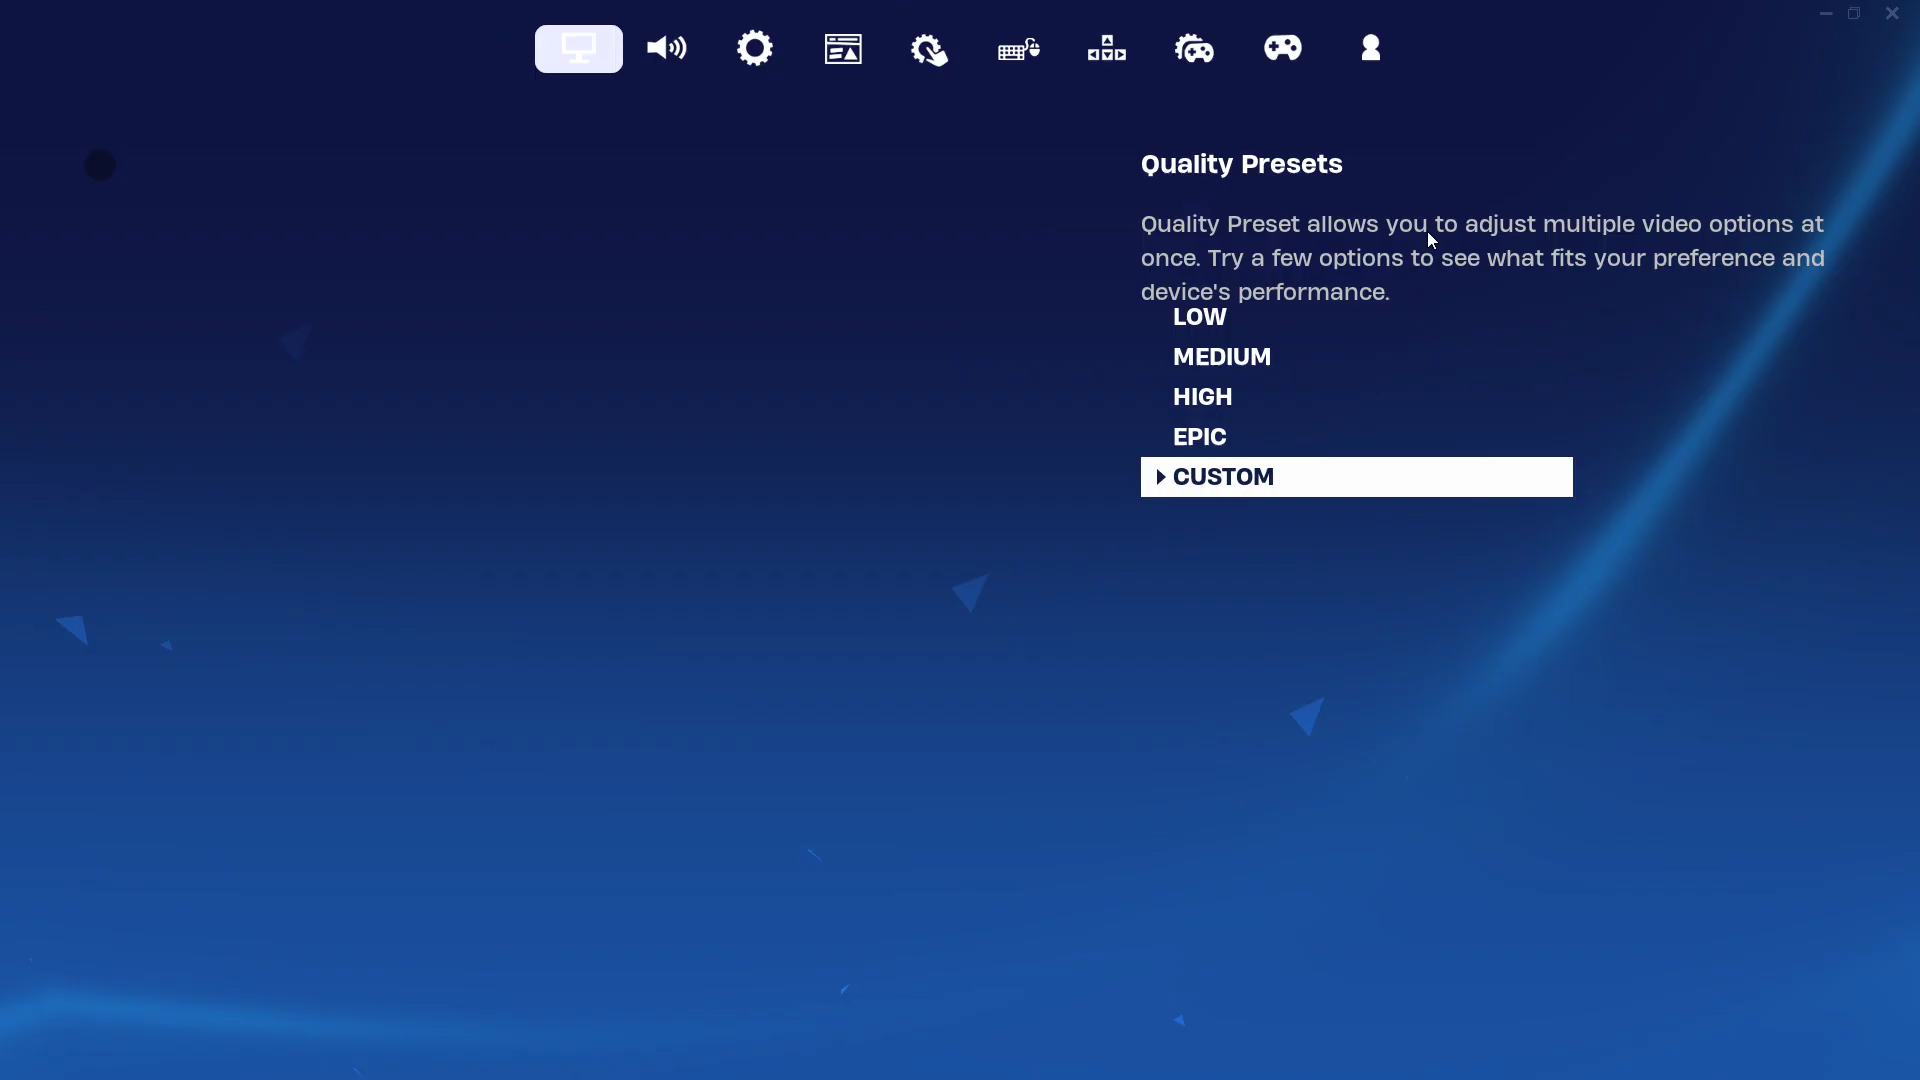 Quality Presets
Quality Preset allows you to adjust multiple video options at
once. Try a few options to see what fits your preference and
device's performance.
LOW
MEDIUM
HIGH
EPIC
CUSTOM